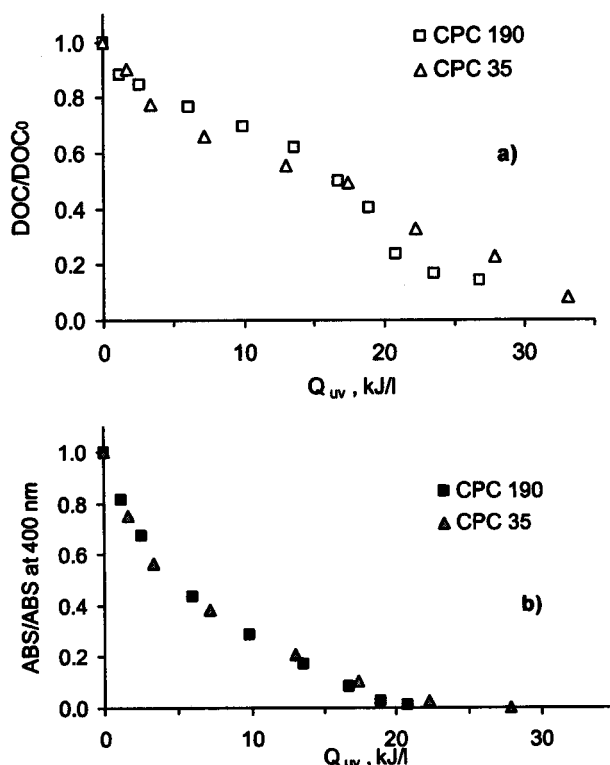 1.0
0.8
0.6
0.4
0.2
0.0
DOC/DOC₀
□ CPC 190
△ CPC 35
a)
0 10 20 30
Q uv , kJ/l
1.0
0.8
0.6
0.4
0.2
0.0
ABS/ABS at 400 nm
■ CPC 190
▲ CPC 35
b)
0 10 20 30
Q uv , kJ/l